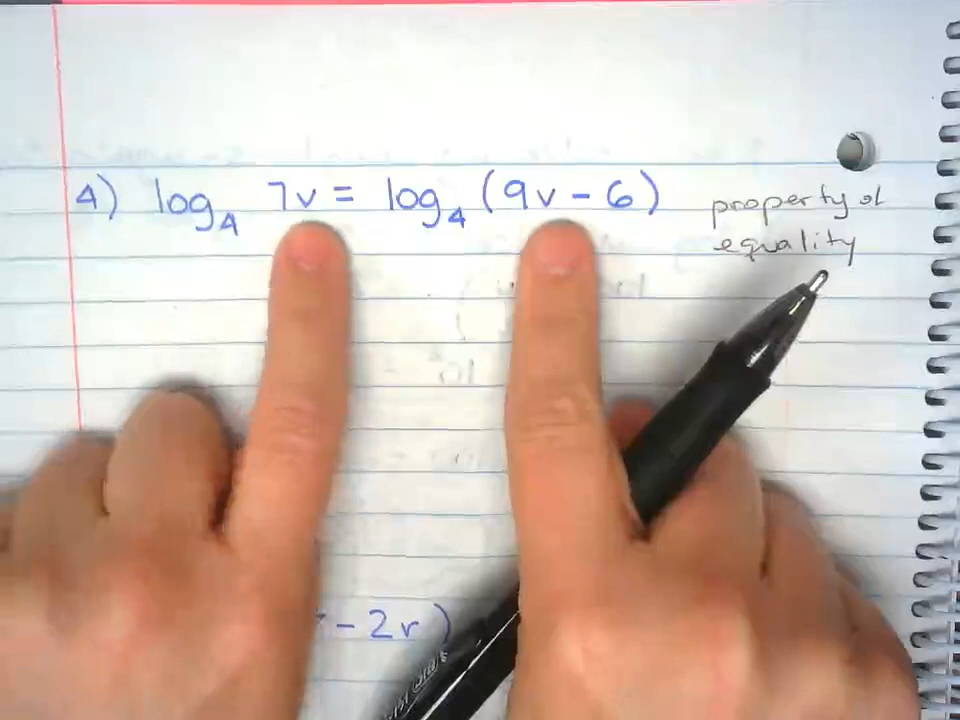 4) log₄ 7v = log₄ (9v - 6)
property of
equality
- 2r )